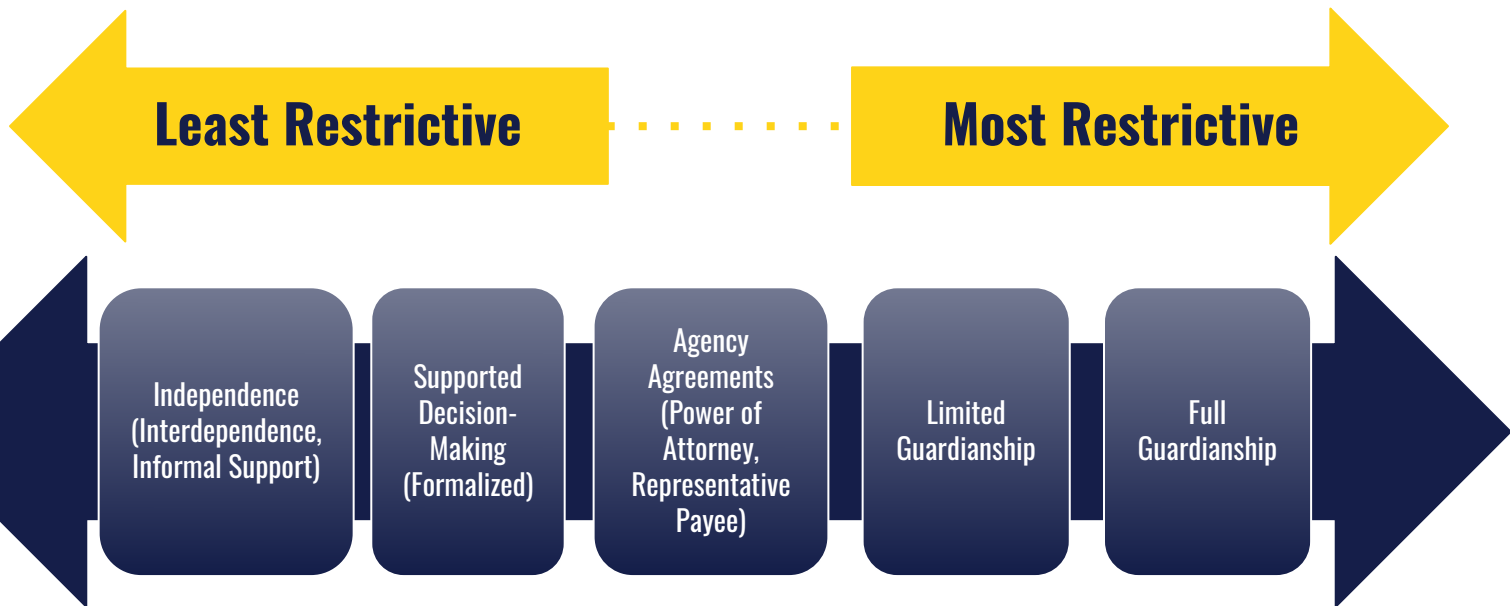 Least Restrictive
Most Restrictive
Independence
(Interdependence,
Informal Support)
Supported
Decision-
Making
(Formalized)
Agency
Agreements
(Power of
Attorney,
Representative
Payee)
Limited
Guardianship
Full
Guardianship